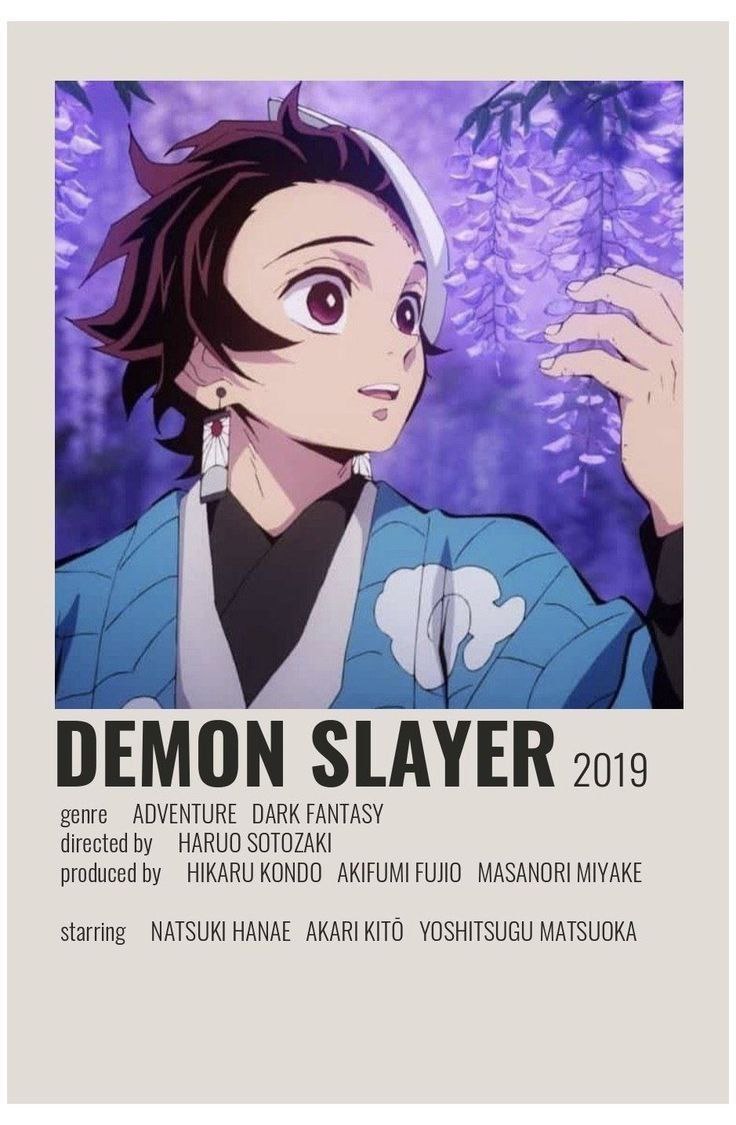 DEMON SLAYER 2019
genre ADVENTURE DARK FANTASY
directed by HARUO SOTOZAKI
produced by HIKARU KONDO AKIFUMI FUJIO MASANORI MIYAKE
starring NATSUKI HANAE AKARI KITŌ YOSHITSUGU MATSUOKA